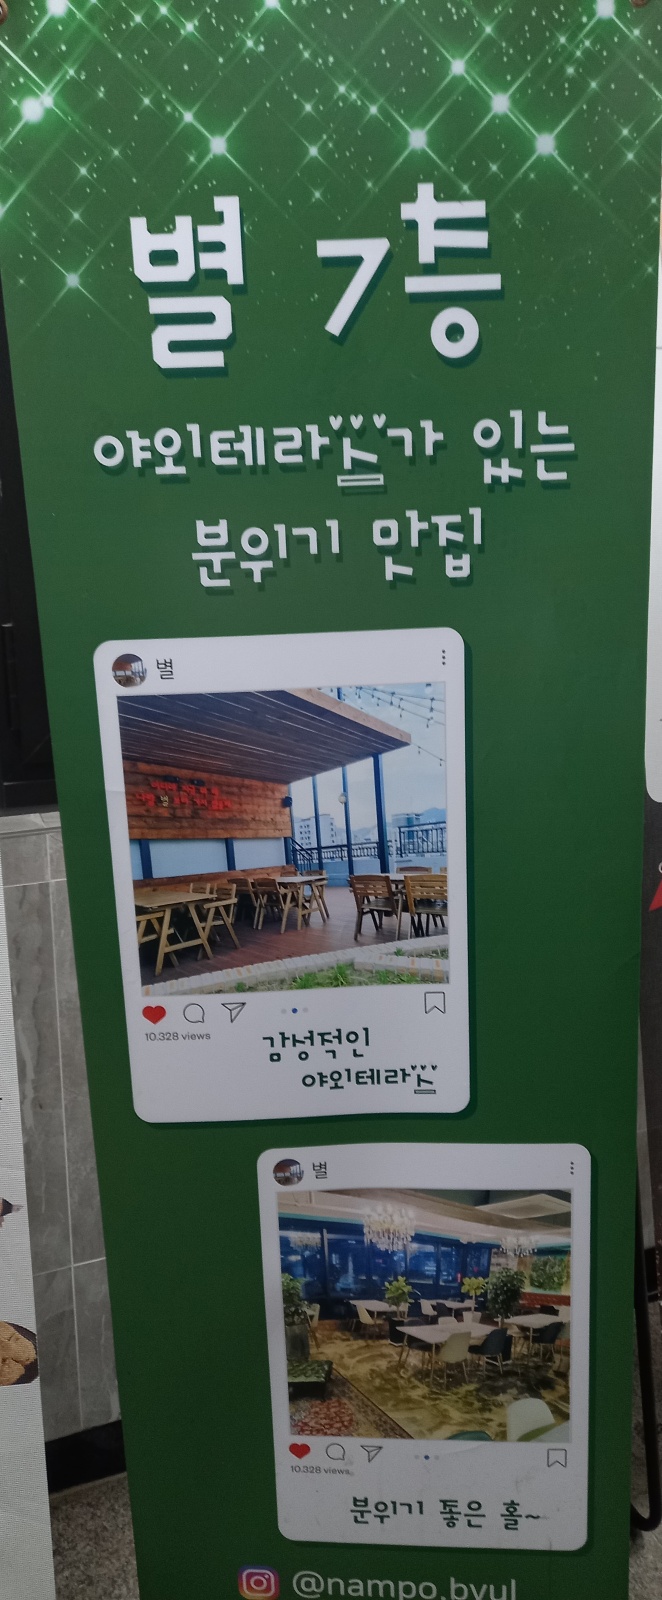 별 7층
야외테라스가 있는
분위기 맛집
별
10.328 views
감성적인
야외테라스
별
10.328 views
분위기 좋은 홀~
@nampo.byul